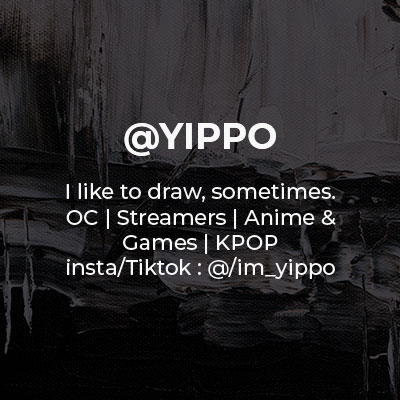 @YIPPO
I like to draw, sometimes.
OC | Streamers | Anime &
Games | KPOP
insta/Tiktok : @/im_yippo